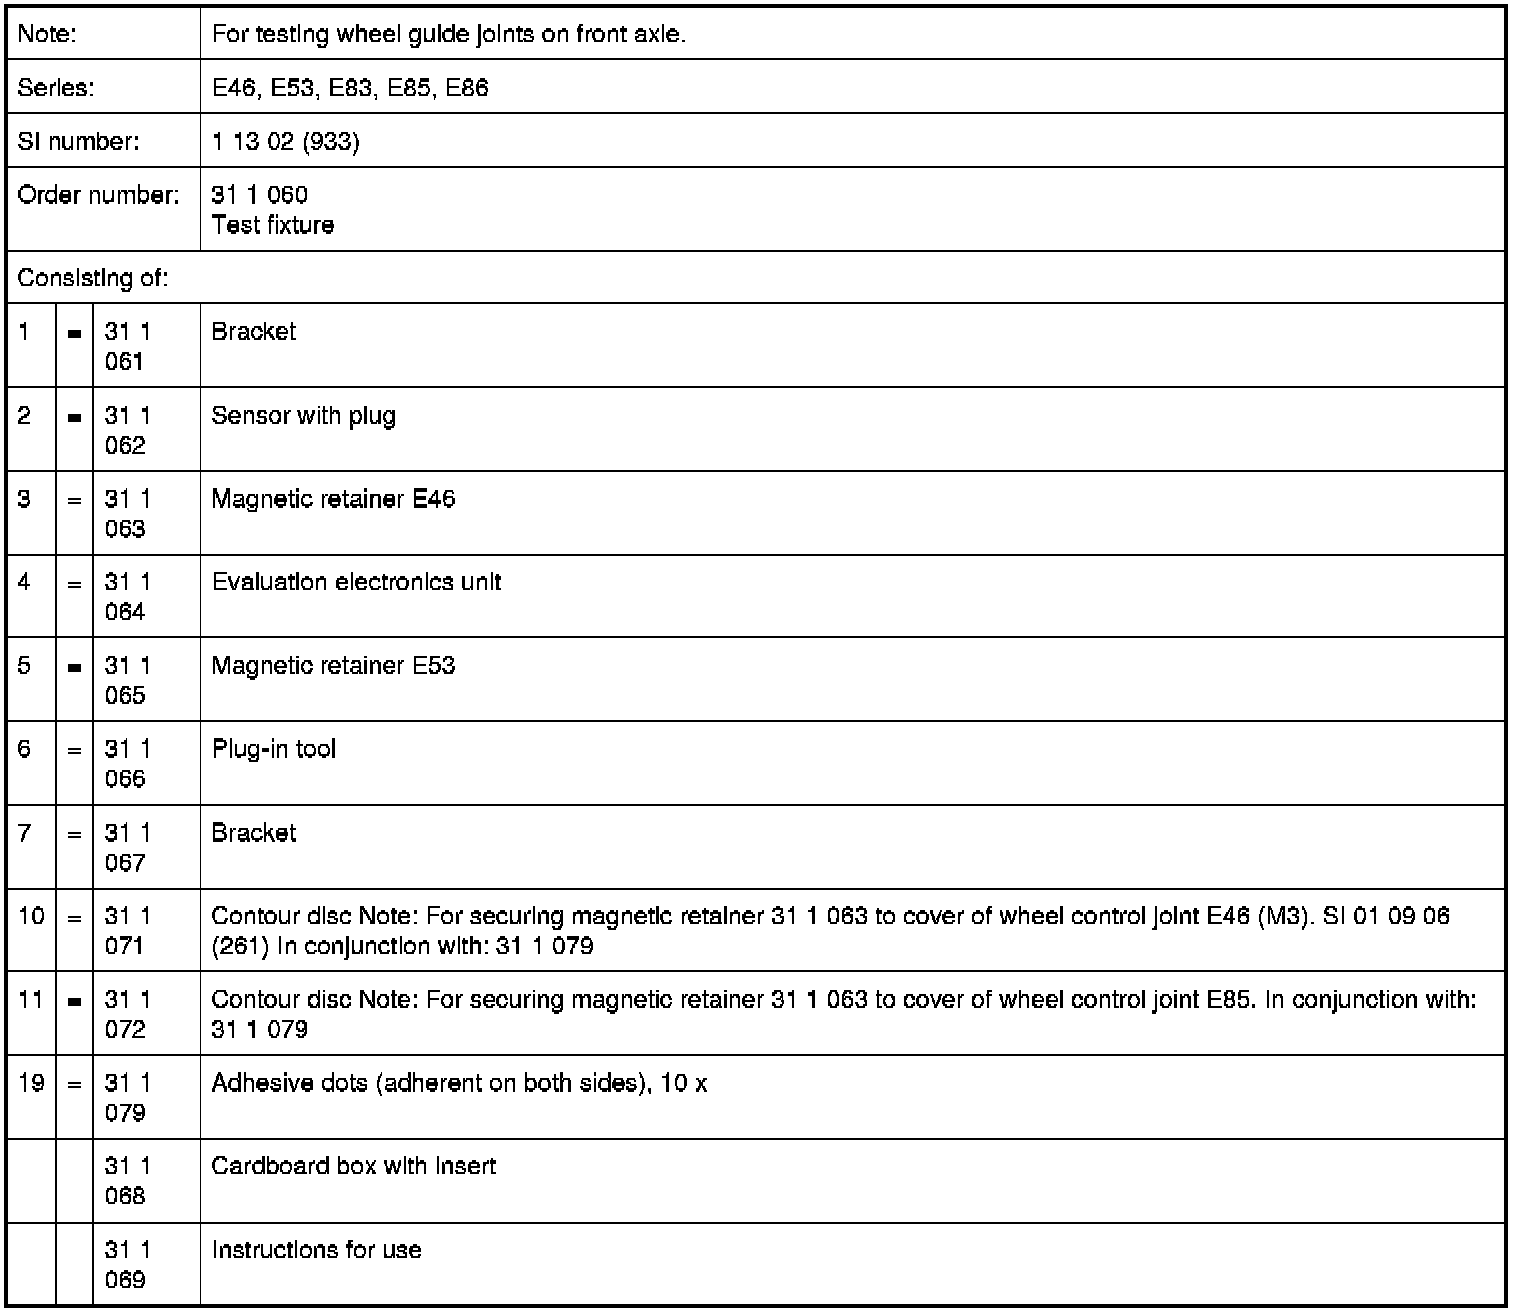 Note: For testing wheel guide joints on front axle.
Series: E46, E53, E83, E85, E86
SI number: 1 13 02 (933)
Order number: 31 1 060
Test fixture
Consisting of:
1 = 31 1 Bracket
061
2 = 31 1 Sensor with plug
062
3 = 31 1 Magnetic retainer E46
063
4 = 31 1 Evaluation electronics unit
064
5 = 31 1 Magnetic retainer E53
065
6 = 31 1 Plug-in tool
066
7 = 31 1 Bracket
067
10 = 31 1 Contour disc Note: For securing magnetic retainer 31 1 063 to cover of wheel control joint E46 (M3). SI 01 09 06
071 (261) In conjunction with: 31 1 079
11 = 31 1 Contour disc Note: For securing magnetic retainer 31 1 063 to cover of wheel control joint E85. In conjunction with:
072 31 1 079
19 = 31 1 Adhesive dots (adherent on both sides), 10 x
079
31 1 Cardboard box with insert
068
31 1 Instructions for use
069